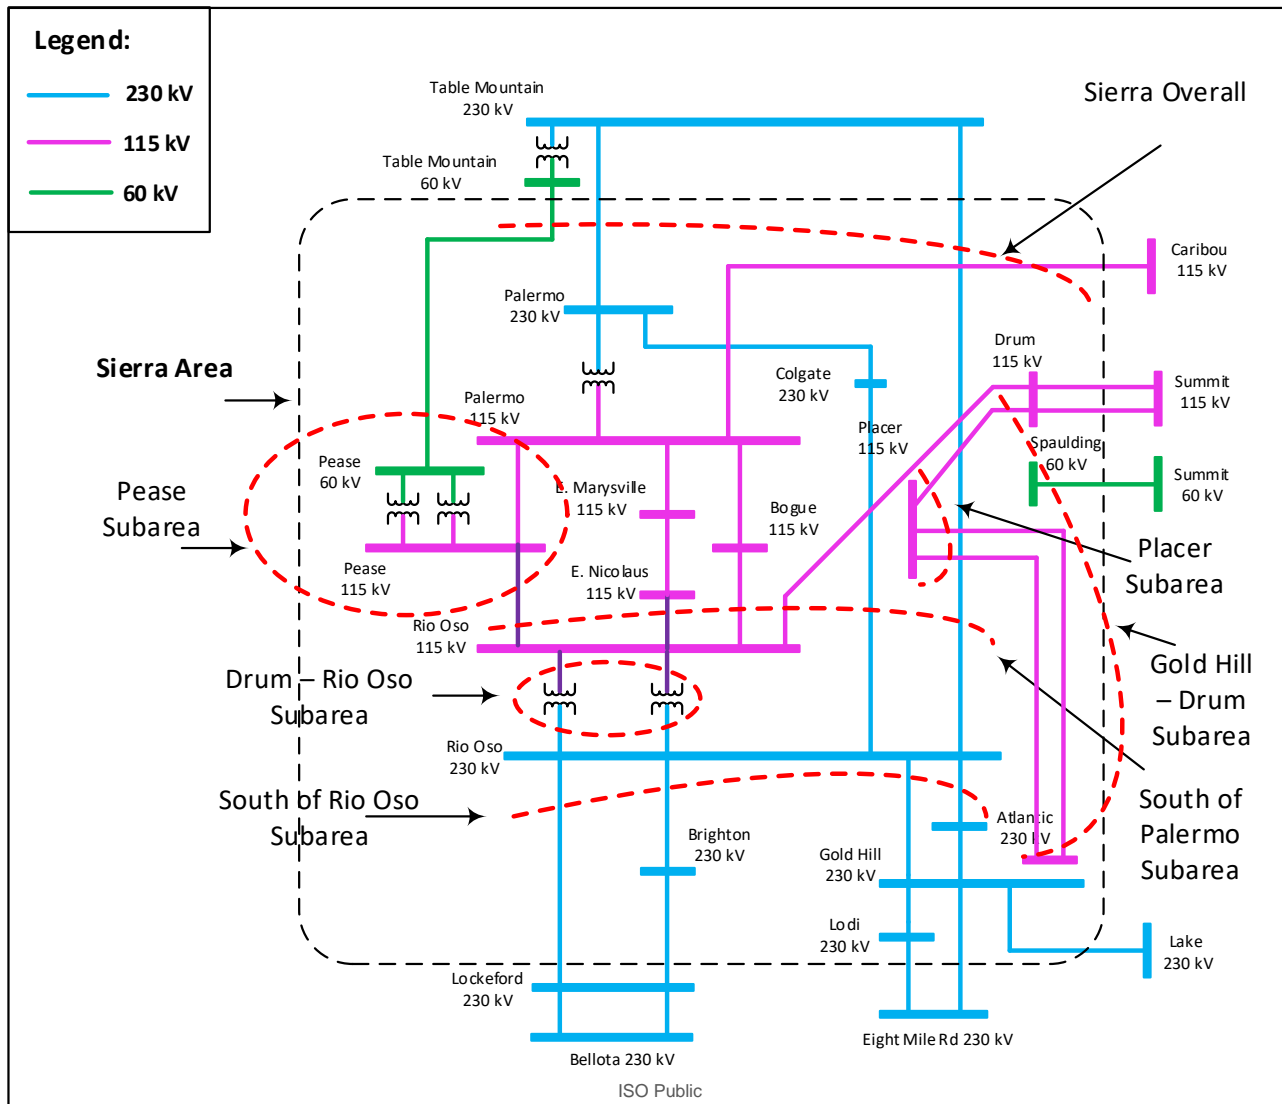 Legend:
230 kV
115 kV
60 kV
Table Mountain
230 kV
Sierra Overall
Table Mountain
60 kV
Caribou
115 kV
Palermo
230 kV
Drum
115 kV
Sierra Area
Colgate
230 kV
Summit
115 kV
Palermo
115 kV
Placer
115 kV
Spaulding
60 kV
Pease
60 kV
Summit
60 kV
Pease
Subarea
E. Marysville
115 kV
Bogue
115 kV
Placer
Subarea
Pease
115 kV
E. Nicolaus
115 kV
Rio Oso
115 kV
Gold Hill
– Drum
Subarea
Drum – Rio Oso
Subarea
Rio Oso
230 kV
South of Rio Oso
Subarea
South of
Palermo
Subarea
Atlantic
230 kV
Brighton
230 kV
Gold Hill
230 kV
Lodi
230 kV
Lake
230 kV
Lockeford
230 kV
Eight Mile Rd 230 kV
Bellota 230 kV
ISO Public